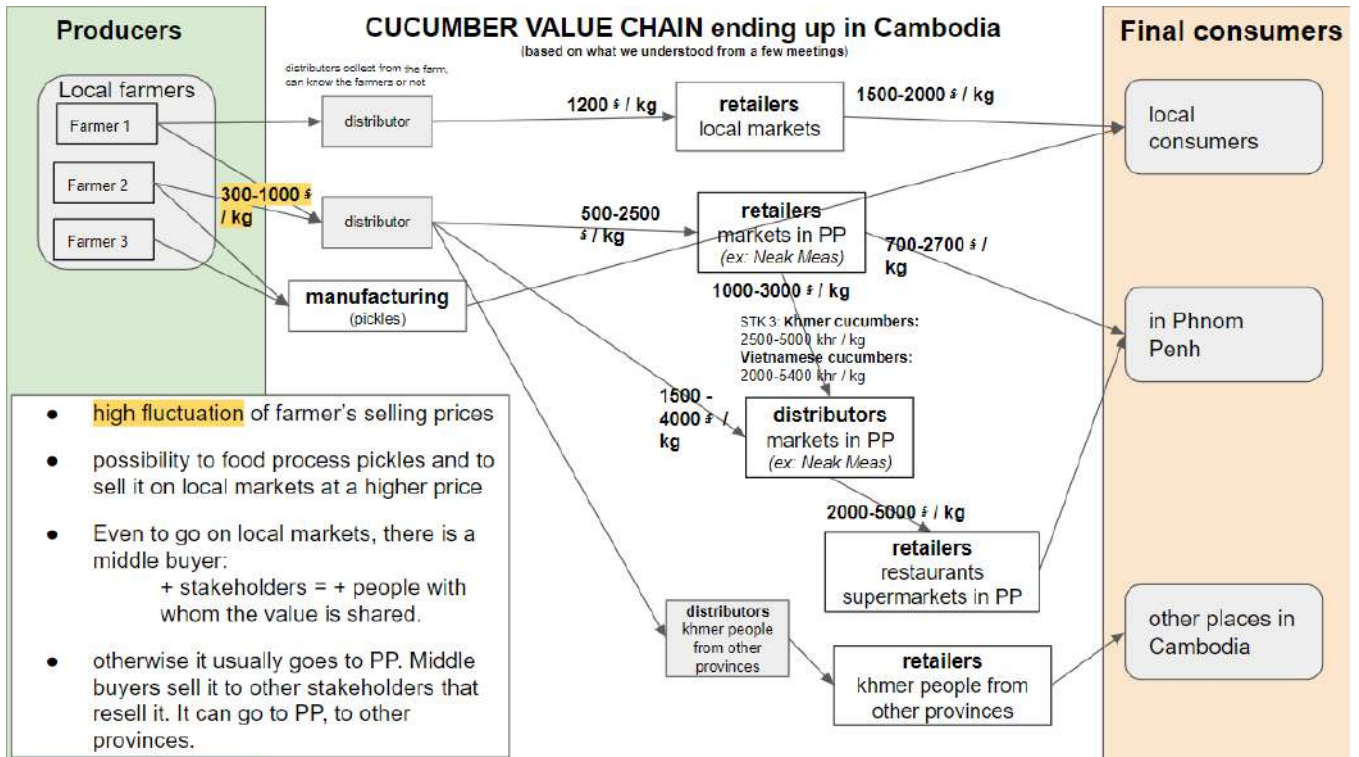 Producers
CUCUMBER VALUE CHAIN ending up in Cambodia
(based on what we understood from a few meetings)
Final consumers
distributors collect from the farm,
can know the farmers or not
Local farmers
Farmer 1
Farmer 2
Farmer 3
distributor
1200 ៛ / kg
retailers
local markets
1500-2000 ៛ / kg
local
consumers
300-1000 ៛
/ kg
distributor
500-2500
៛ / kg
retailers
markets in PP
(ex: Neak Meas)
700-2700 ៛ /
kg
manufacturing
(pickles)
1000-3000 ៛ / kg
STK 3: Khmer cucumbers:
2500-5000 khr / kg
Vietnamese cucumbers:
2000-5400 khr / kg
in Phnom
Penh
1500 -
4000 ៛ /
kg
distributors
markets in PP
(ex: Neak Meas)
2000-5000 ៛ / kg
retailers
restaurants
supermarkets in PP
distributors
khmer people
from other
provinces
retailers
khmer people from
other provinces
other places in
Cambodia
● high fluctuation of farmer's selling prices
● possibility to food process pickles and to
sell it on local markets at a higher price
● Even to go on local markets, there is a
middle buyer:
+ stakeholders = + people with
whom the value is shared.
● otherwise it usually goes to PP. Middle
buyers sell it to other stakeholders that
resell it. It can go to PP, to other
provinces.